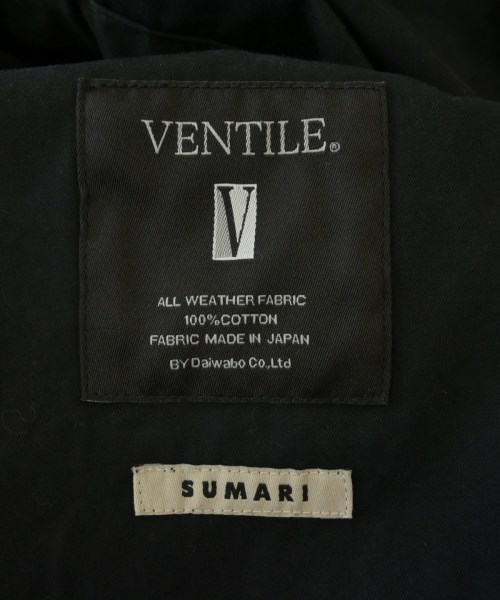 VENTILE®
V
ALL WEATHER FABRIC
100%COTTON
FABRIC MADE IN JAPAN
BY Daiwabo Co.,Ltd
SUMARI